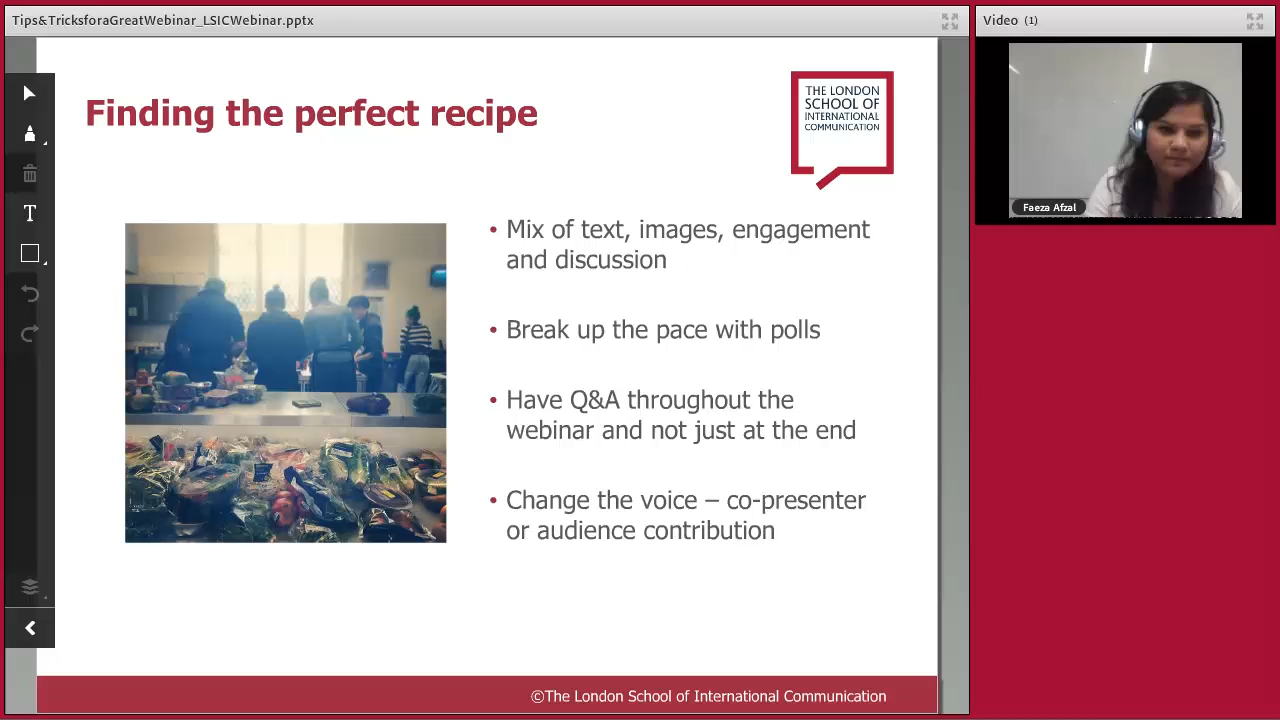 Tips&TricksforaGreatWebinar_LSICWebinar.pptx
Video (1)
Finding the perfect recipe
THE LONDON
SCHOOL OF
INTERNATIONAL
COMMUNICATION
Faeza Afzal
T
• Mix of text, images, engagement
and discussion
• Break up the pace with polls
• Have Q&A throughout the
webinar and not just at the end
• Change the voice – co-presenter
or audience contribution
©The London School of International Communication